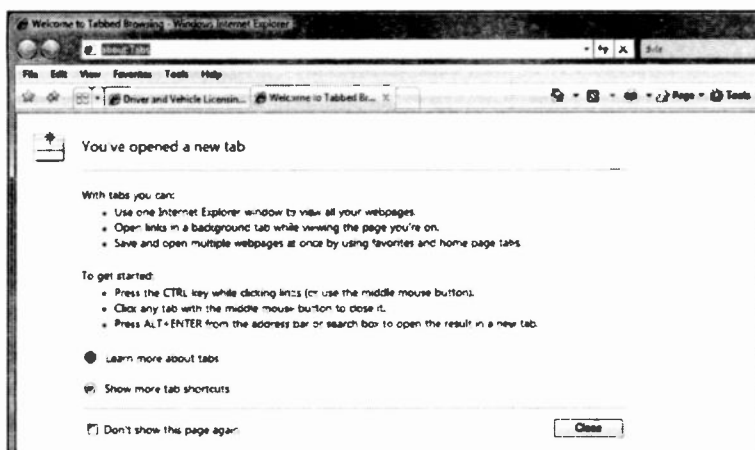 Welcome to Tabbed Browsing - Windows Internet Explorer
about:Tabs
File Edit View Favorites Tools Help
Driver and Vehicle Licensin... Welcome to Tabbed Br... X
Page Tools
You've opened a new tab
With tabs you can:
• Use one Internet Explorer window to view all your webpages.
• Open links in a background tab while viewing the page you're on.
• Save and open multiple webpages at once by using favorites and home page tabs.
To get started:
• Press the CTRL key while clicking links (or use the middle mouse button).
• Click any tab with the middle mouse button to close it.
• Press ALT+ENTER from the address bar or search box to open the result in a new tab.
Learn more about tabs
Show more tab shortcuts
Don't show this page again
Close